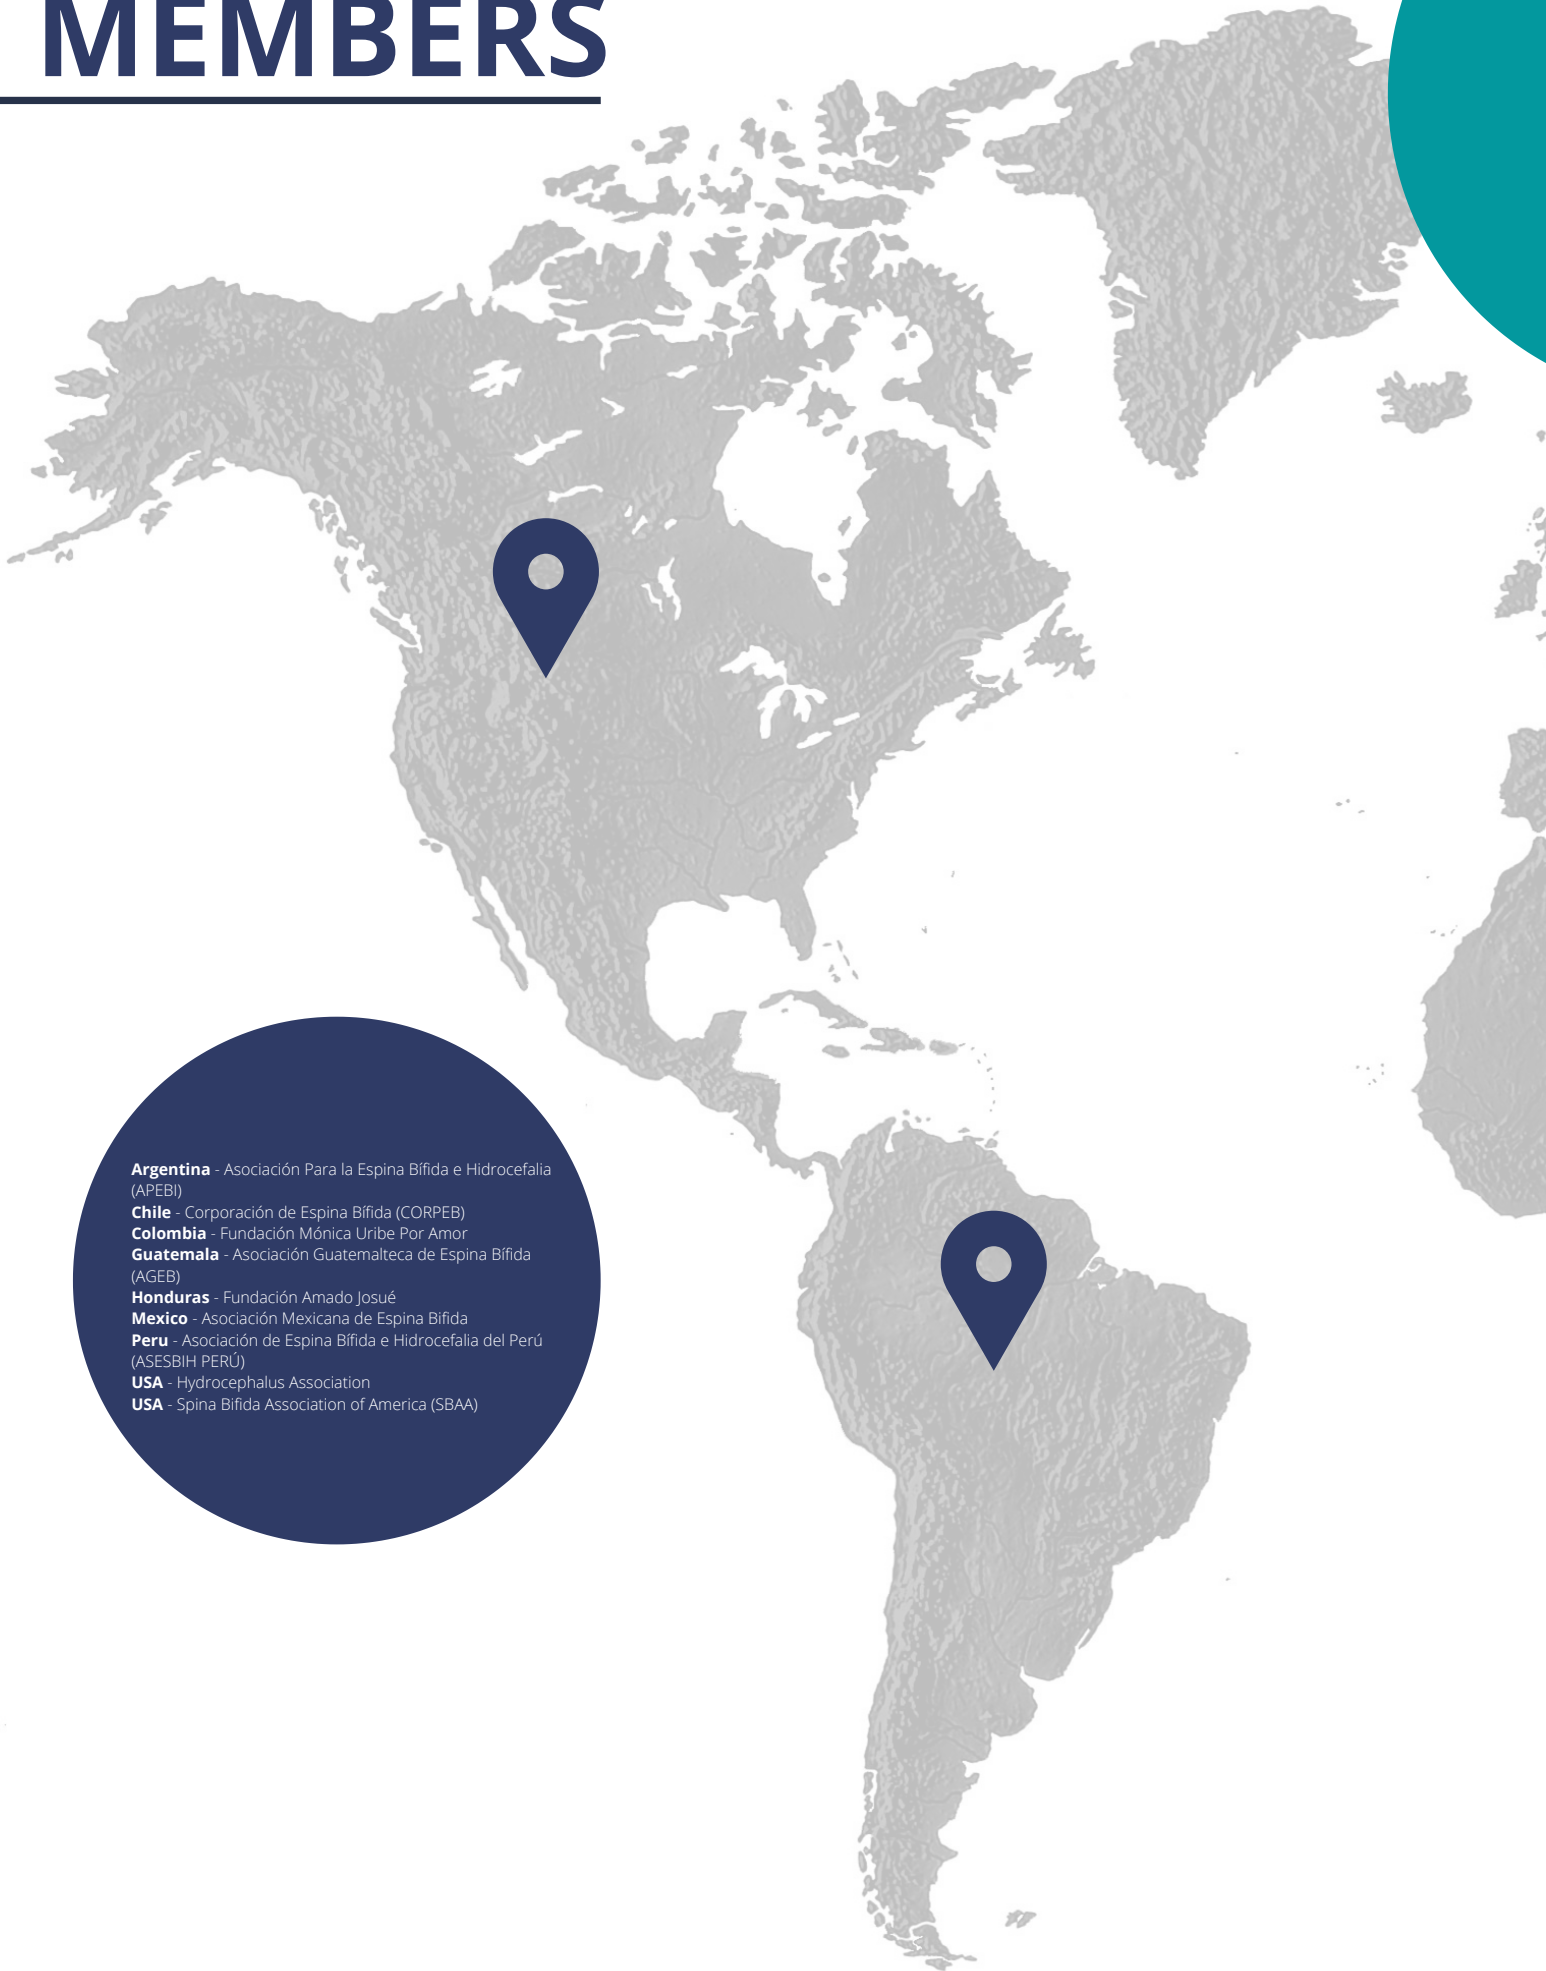 MEMBERS
Argentina - Asociación Para la Espina Bífida e Hidrocefalia
(APEBI)
Chile - Corporación de Espina Bífida (CORPEB)
Colombia - Fundación Mónica Uribe Por Amor
Guatemala - Asociación Guatemalteca de Espina Bífida
(AGEB)
Honduras - Fundación Amado Josué
Mexico - Asociación Mexicana de Espina Bifida
Peru - Asociación de Espina Bífida e Hidrocefalia del Perú
(ASESBIH PERÚ)
USA - Hydrocephalus Association
USA - Spina Bifida Association of America (SBAA)